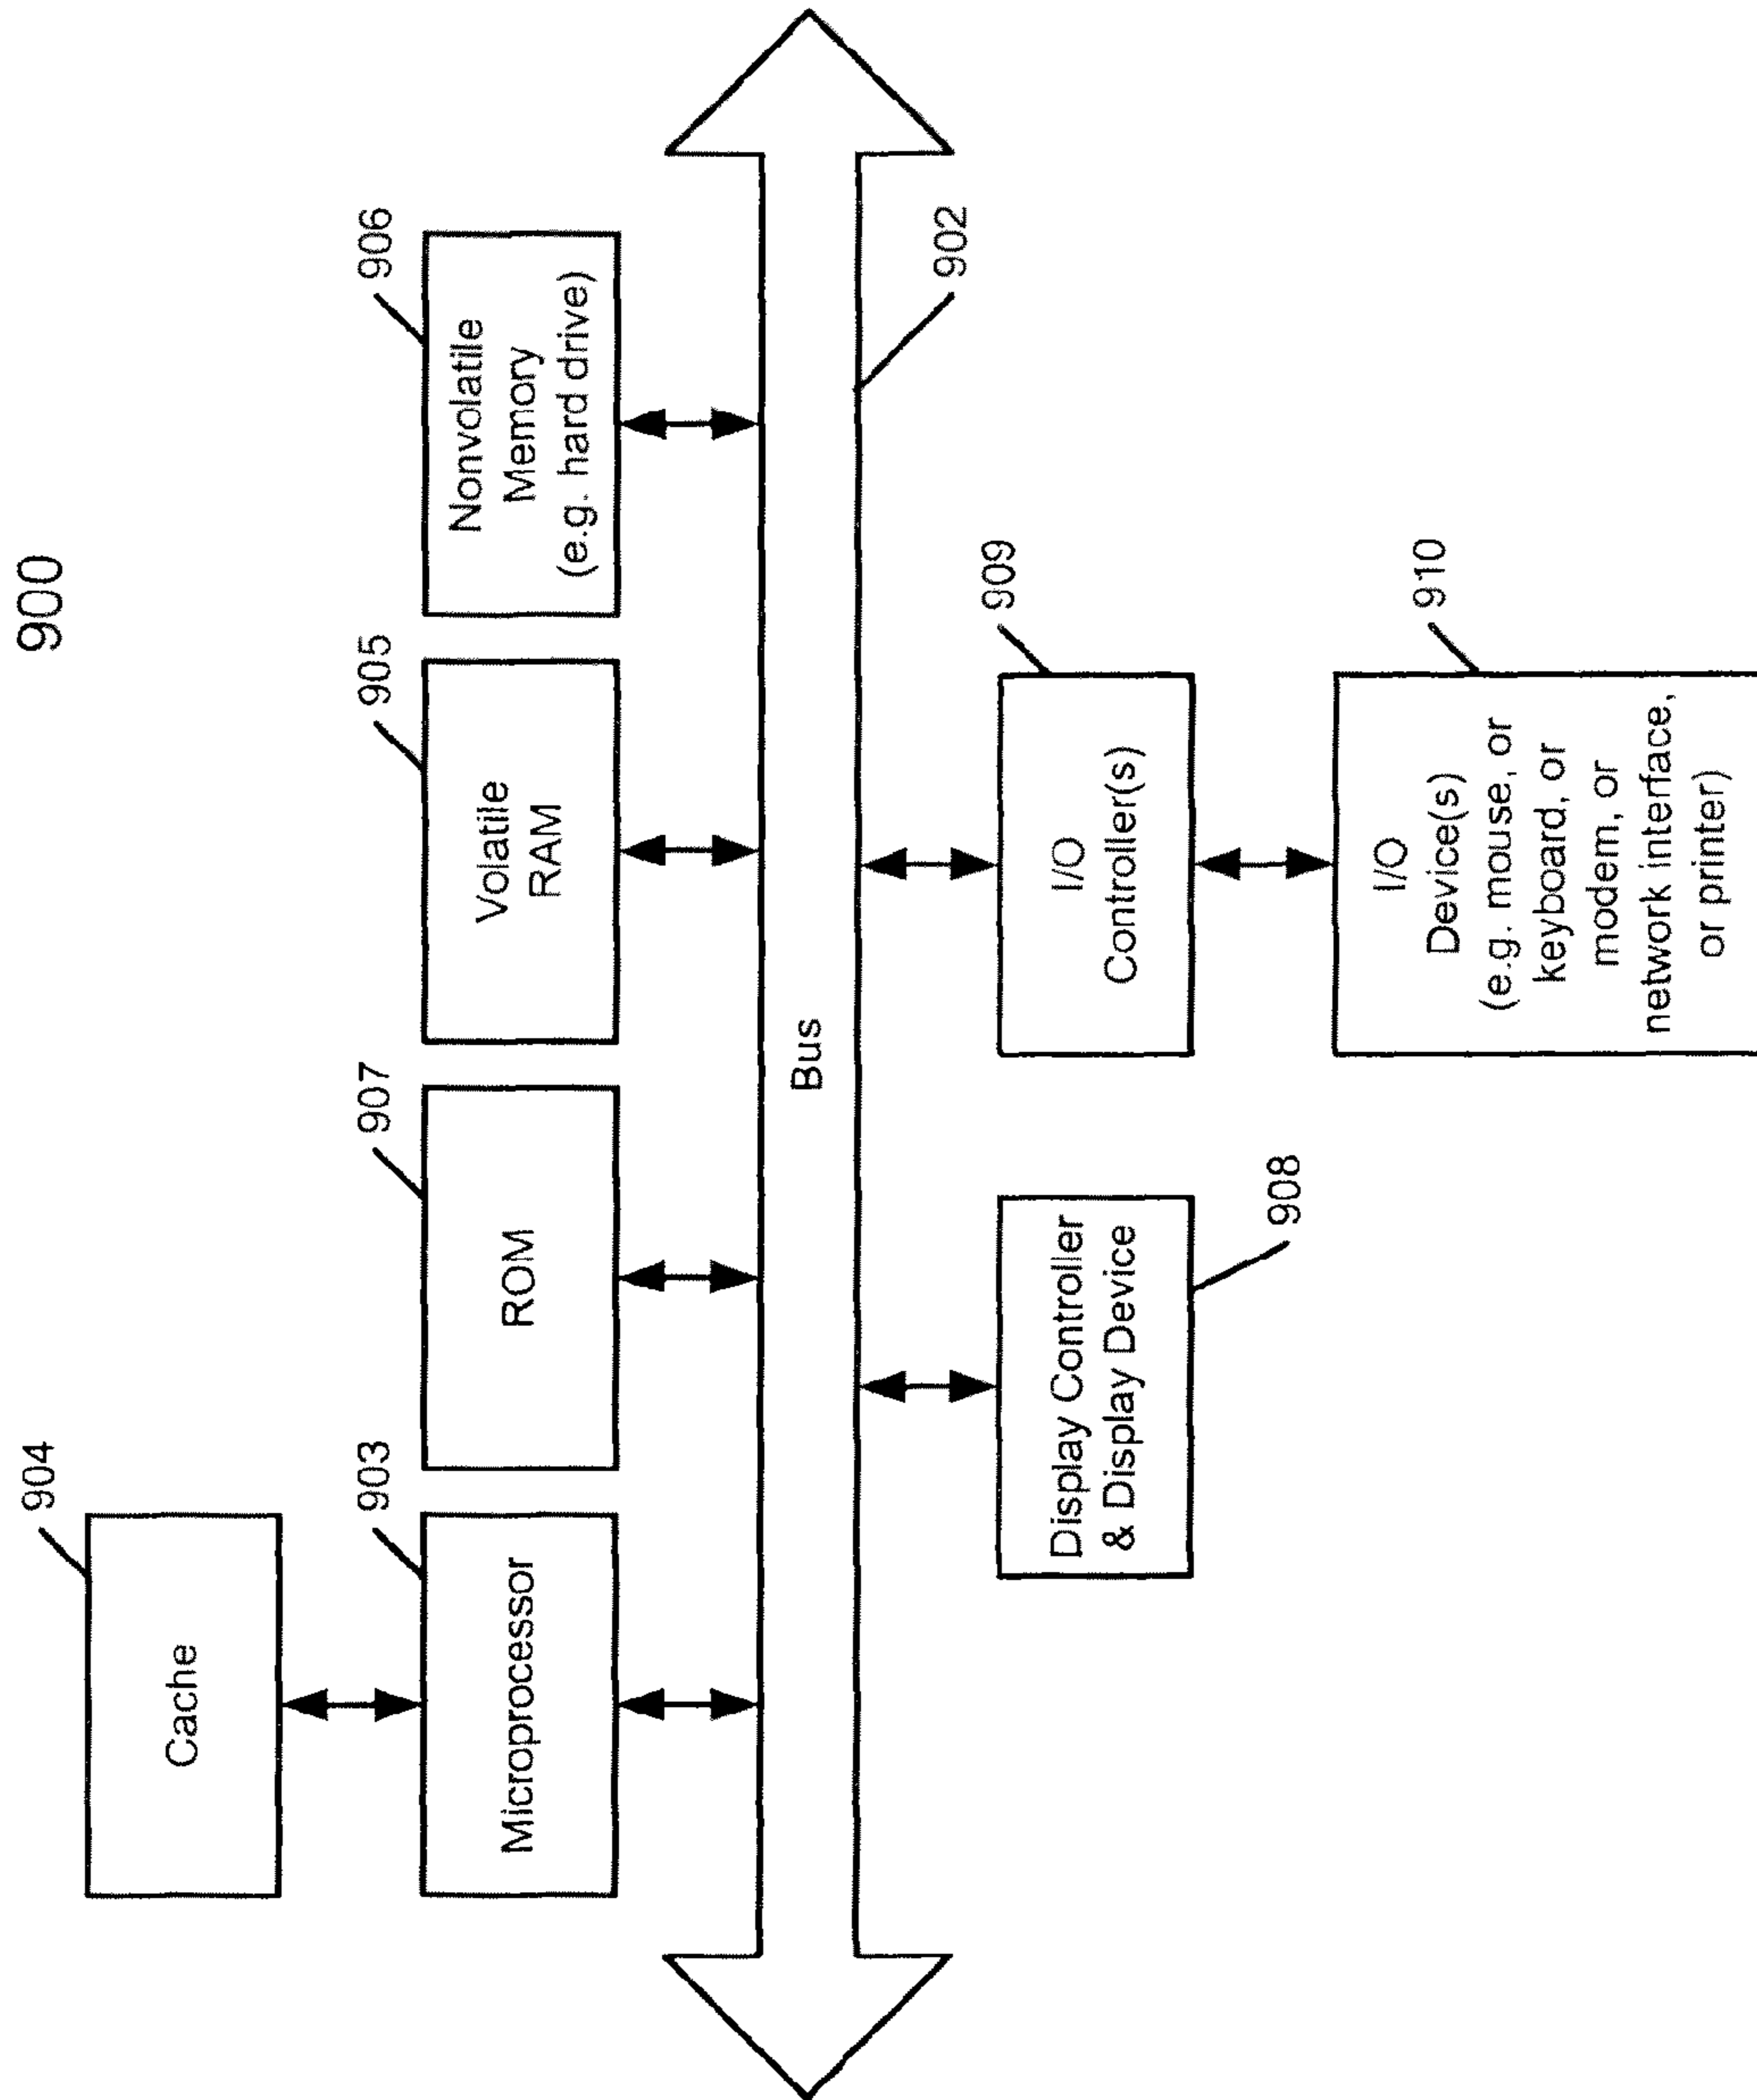 900
904
Cache
903
Microprocessor
907
ROM
905
Volatile
RAM
906
Nonvolatile
Memory
(e.g. hard drive)
Bus
902
908
Display Controller
& Display Device
909
I/O
Controller(s)
910
I/O
Device(s)
(e.g. mouse, or
keyboard, or
modem, or
network interface,
or printer)